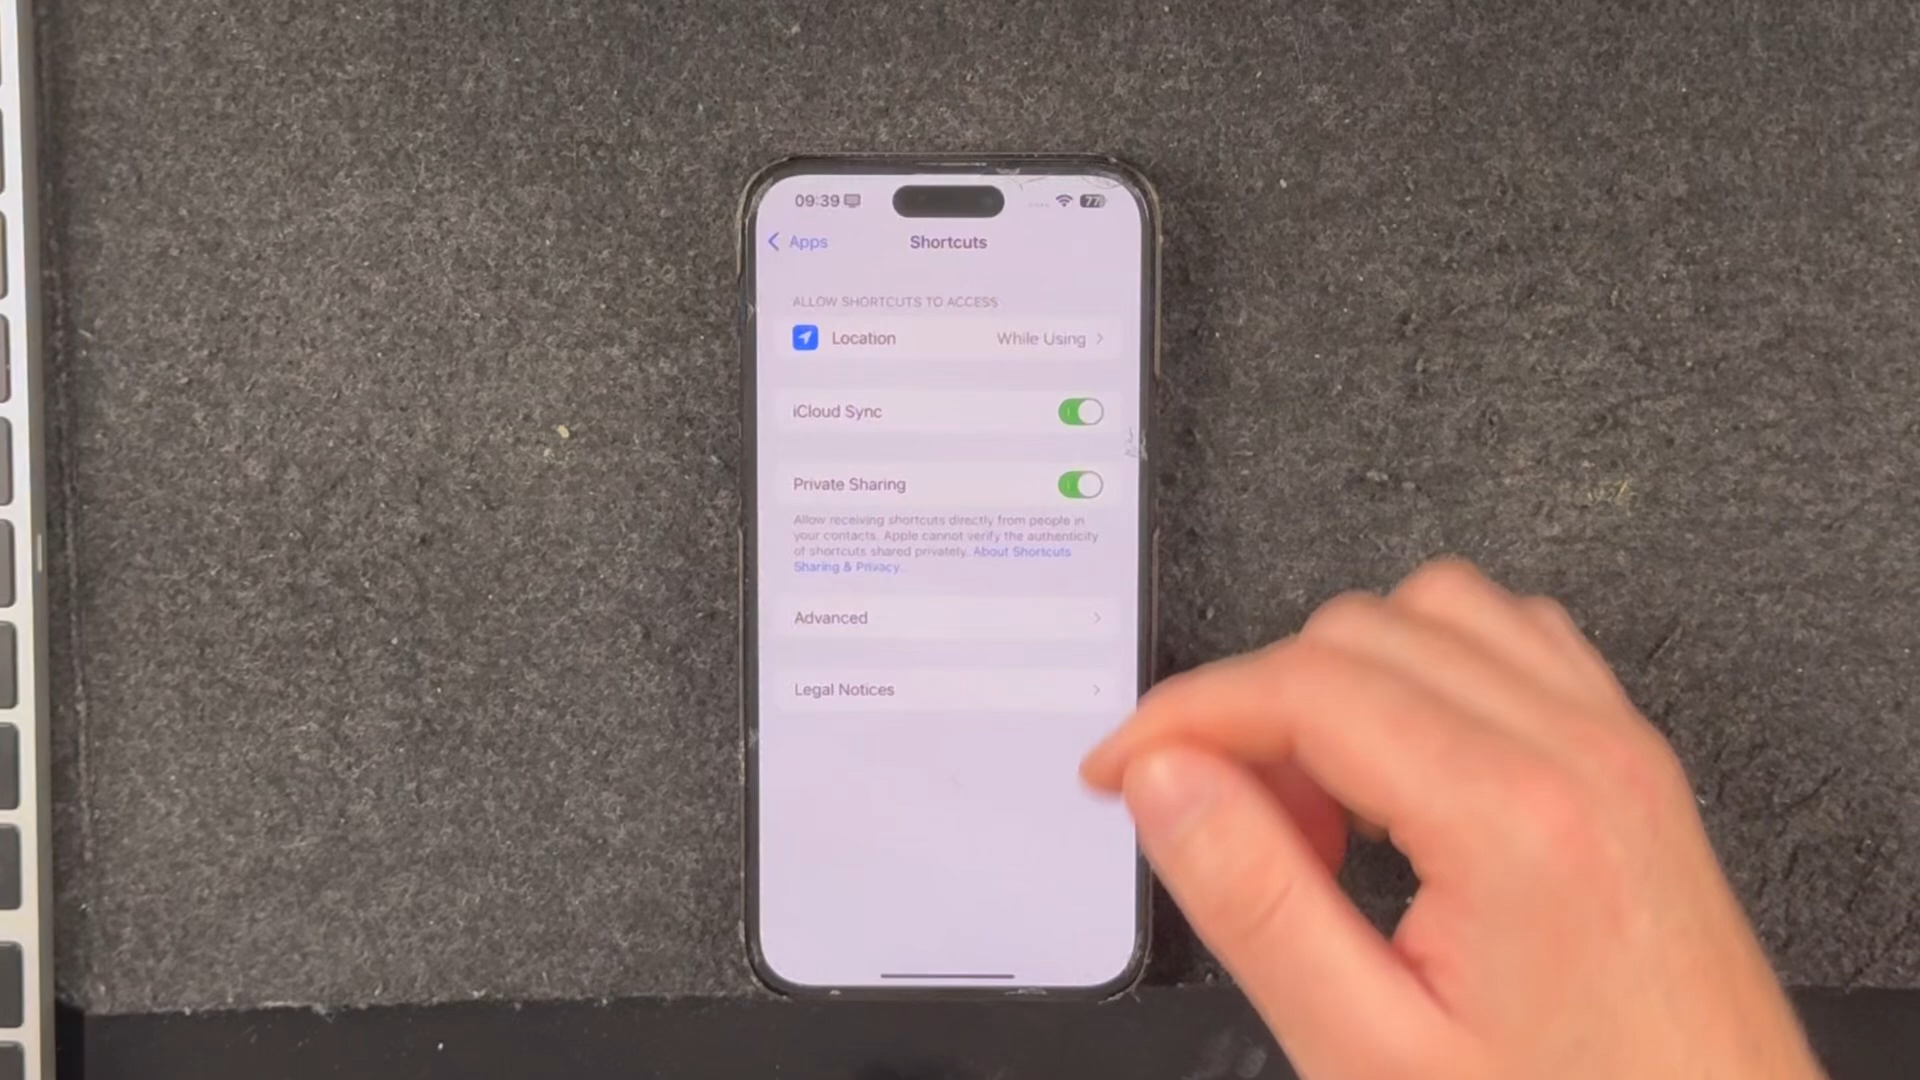 09:39
77
Apps
Shortcuts
ALLOW SHORTCUTS TO ACCESS
Location
While Using
iCloud Sync
Private Sharing
Allow receiving shortcuts directly from people in
your contacts. Apple cannot verify the authenticity
of shortcuts shared privately. About Shortcuts
Sharing & Privacy...
Advanced
Legal Notices